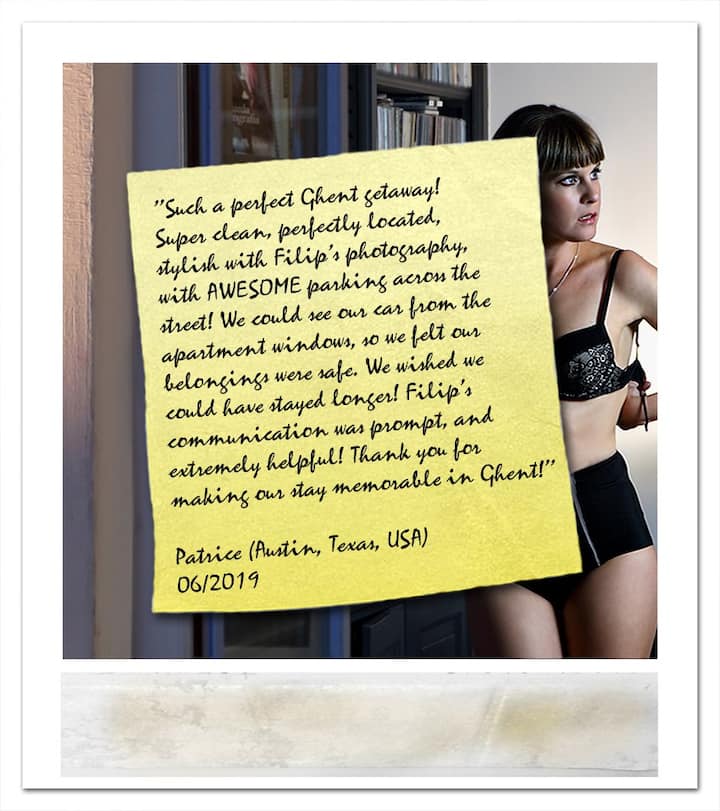 "Such a perfect Ghent getaway!
Super clean, perfectly located,
stylish with Filip's photography,
with AWESOME parking across the
street! We could see our car from the
apartment windows, so we felt our
belongings were safe. We wished we
could have stayed longer! Filip's
communication was prompt, and
extremely helpful! Thank you for
making our stay memorable in Ghent!"
Patrice (Austin, Texas, USA)
06/2019